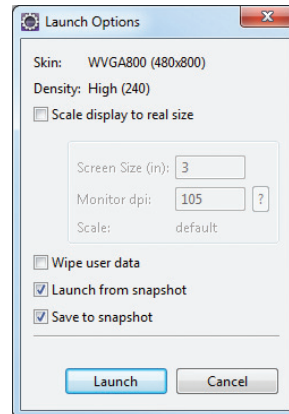 Launch Options
x
Skin: WVGA800 (480x800)
Density: High (240)
Scale display to real size
Screen Size (in): 3
Monitor dpi: 105 ?
Scale: default
Wipe user data
Launch from snapshot
Save to snapshot
Launch Cancel